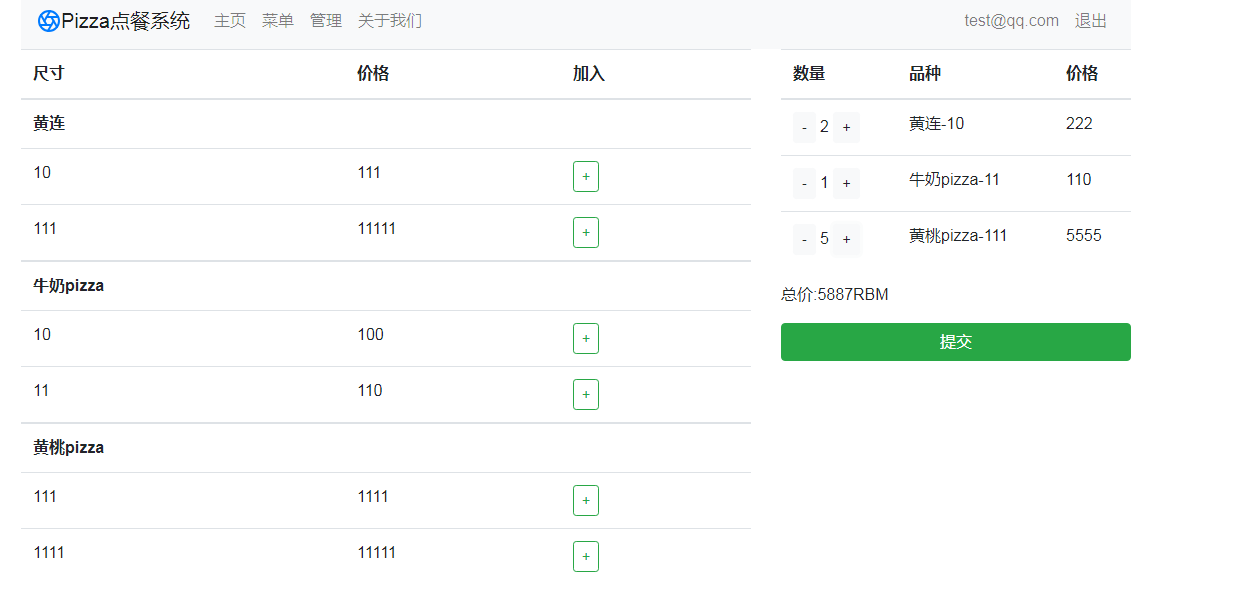 Pizza点餐系统 主页 菜单 管理 关于我们 test@qq.com 退出
尺寸 价格 加入
黄连
10 111 +
111 11111 +
牛奶pizza
10 100 +
11 110 +
黄桃pizza
111 1111 +
1111 11111 +
数量 品种 价格
- 2 + 黄连-10 222
- 1 + 牛奶pizza-11 110
- 5 + 黄桃pizza-111 5555
总价:5887RBM
提交